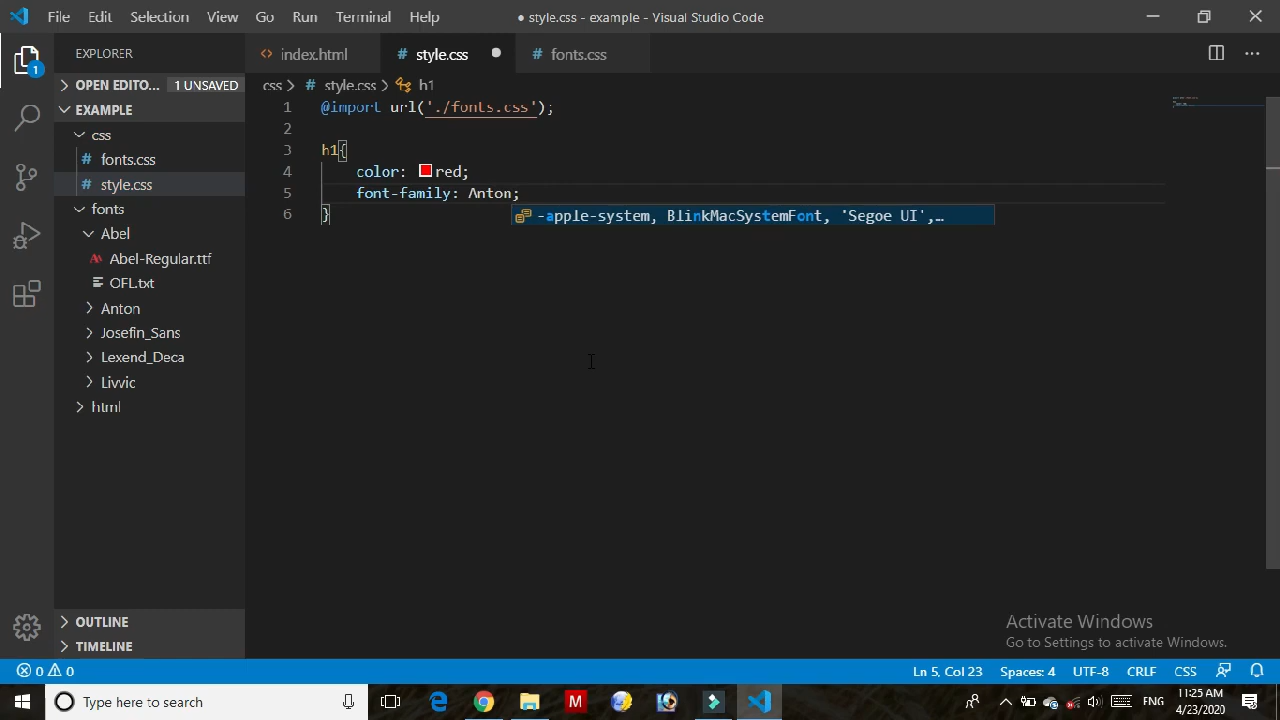 File Edit Selection View Go Run Terminal Help
● style.css - example - Visual Studio Code
EXPLORER
index.html
# style.css
# fonts.css
OPEN EDITO... 1 UNSAVED
css > # style.css > h1
EXAMPLE
css
# fonts.css
# style.css
fonts
Abel
Abel-Regular.ttf
OFL.txt
Anton
Josefin_Sans
Lexend_Deca
Livvic
html
OUTLINE
TIMELINE
1 @import url('./fonts.css');
2
3 h1{
4 color: red;
5 font-family: Anton;
6 }
-apple-system, BlinkMacSystemFont, 'Segoe UI',…
Activate Windows
Go to Settings to activate Windows.
0 0
Ln 5, Col 23 Spaces: 4 UTF-8 CRLF CSS
Type here to search
M
ENG
11:25 AM
4/23/2020
1